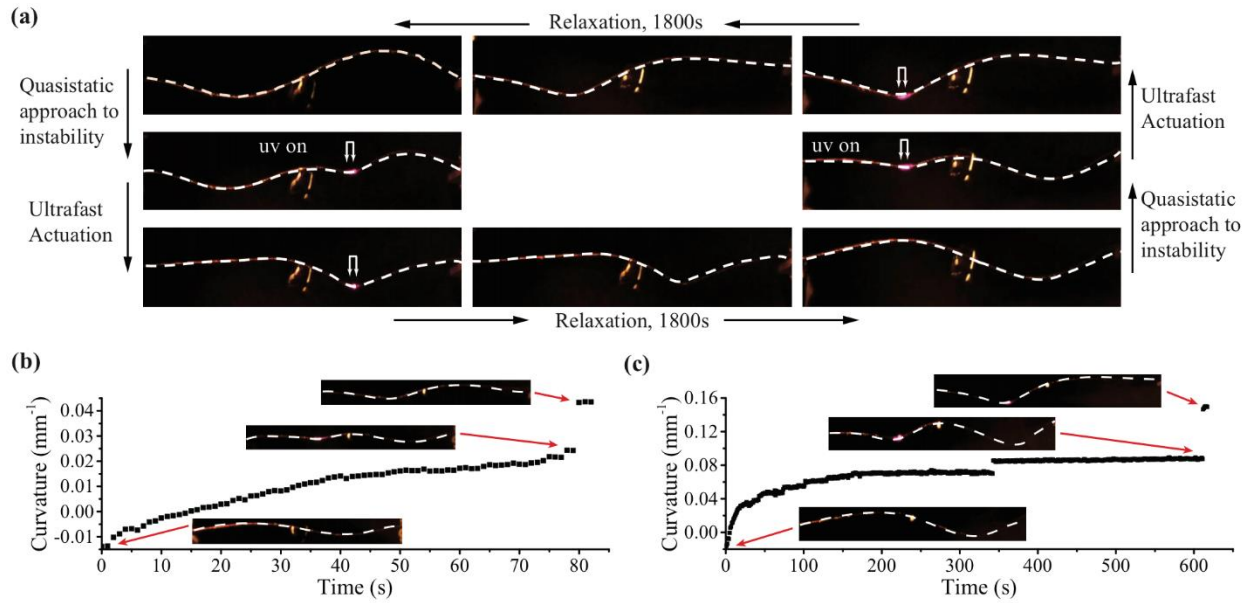 (a)
Relaxation, 1800s
Quasistatic
approach to
instability
Ultrafast
Actuation
uv on
uv on
Ultrafast
Actuation
Quasistatic
approach to
instability
Relaxation, 1800s
(b)
Curvature (mm⁻¹)
0.04
0.03
0.02
0.01
0.00
-0.01
0 10 20 30 40 50 60 70 80
Time (s)
(c)
Curvature (mm⁻¹)
0.16
0.12
0.08
0.04
0.00
0 100 200 300 400 500 600
Time (s)